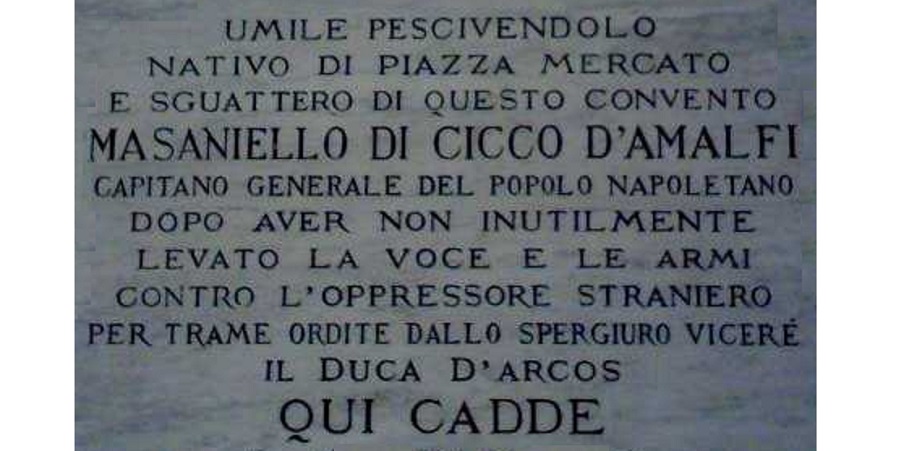 UMILE PESCIVENDOLO
NATIVO DI PIAZZA MERCATO
E SGUATTERO DI QUESTO CONVENTO
MASANIELLO DI CICCO D'AMALFI
CAPITANO GENERALE DEL POPOLO NAPOLETANO
DOPO AVER NON INUTILMENTE
LEVATO LA VOCE E LE ARMI
CONTRO L'OPPRESSORE STRANIERO
PER TRAME ORDITE DALLO SPERGIURO VICERÉ
IL DUCA D'ARCOS
QUI CADDE